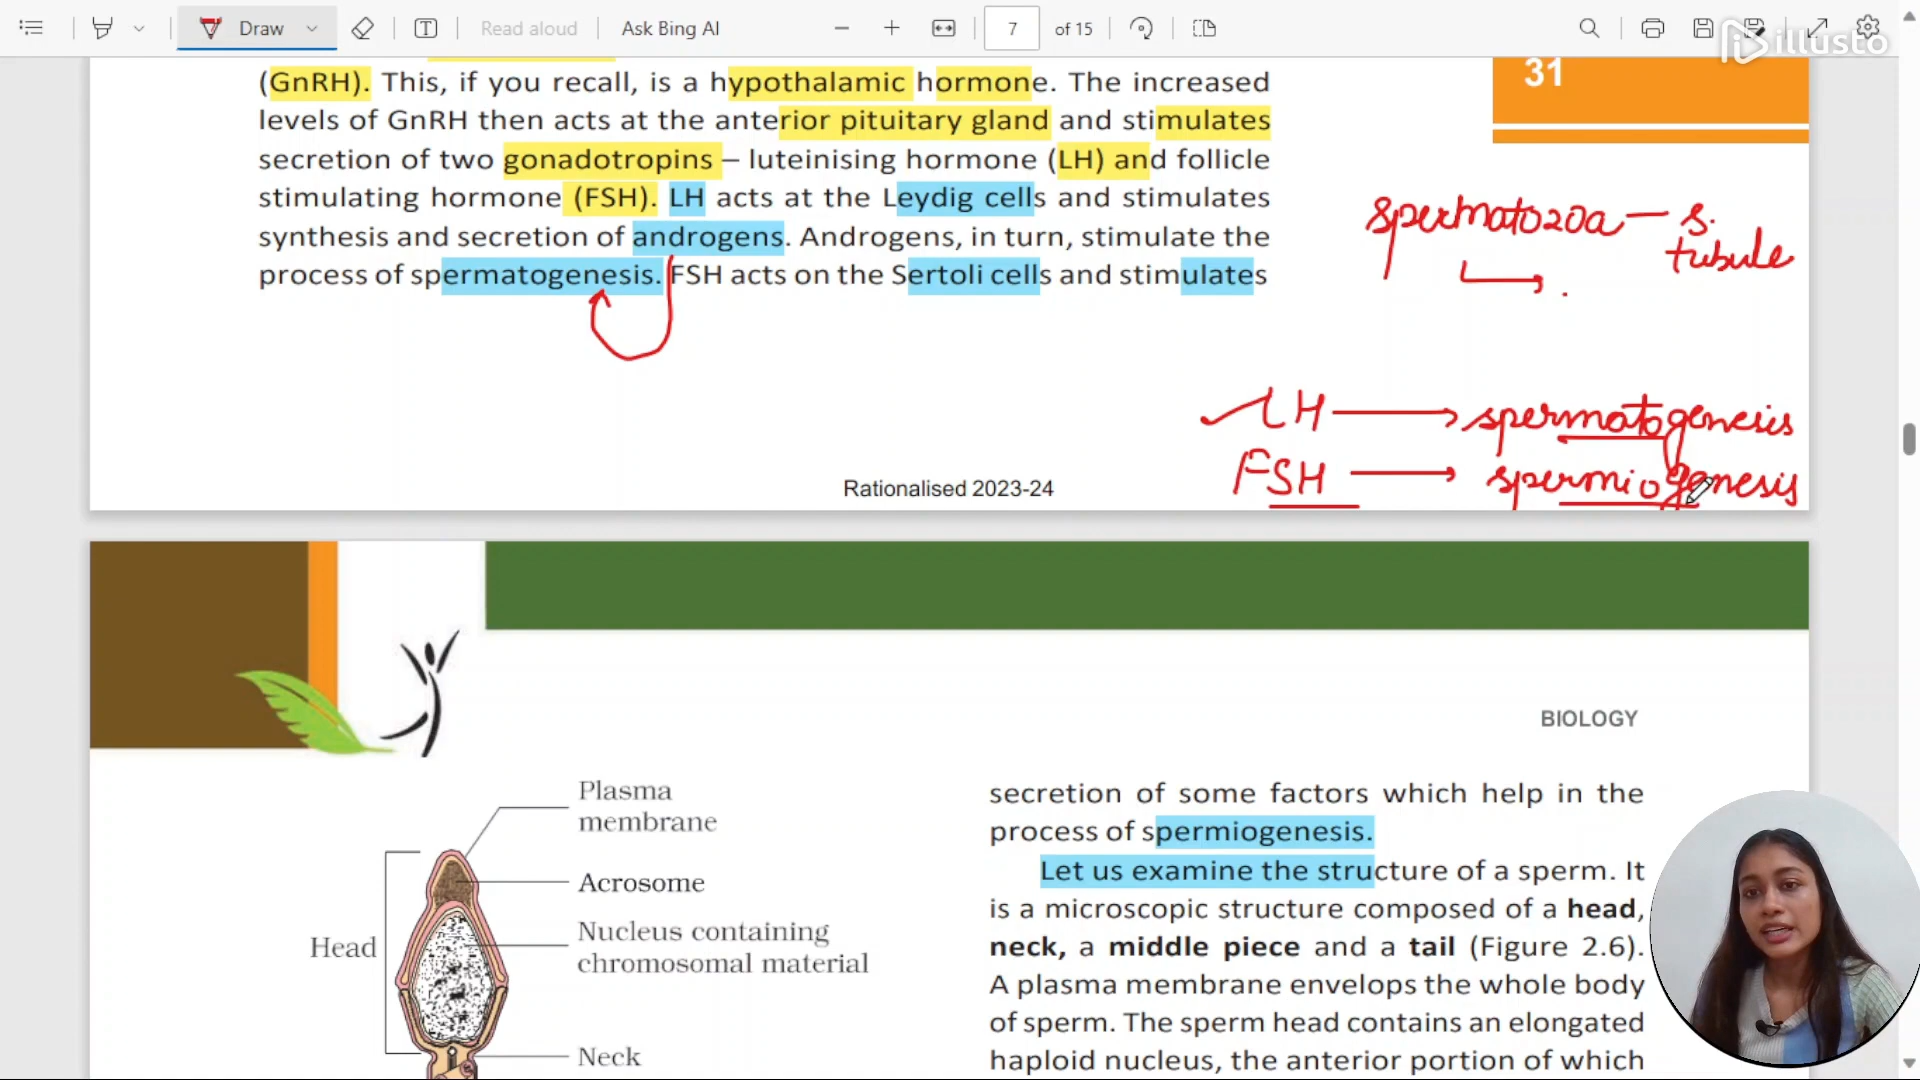 Draw
Read aloud
Ask Bing AI
7 of 15
illusto
(GnRH). This, if you recall, is a hypothalamic hormone. The increased
levels of GnRH then acts at the anterior pituitary gland and stimulates
secretion of two gonadotropins – luteinising hormone (LH) and follicle
stimulating hormone (FSH). LH acts at the Leydig cells and stimulates
synthesis and secretion of androgens. Androgens, in turn, stimulate the
process of spermatogenesis. FSH acts on the Sertoli cells and stimulates
31
spermatozoa — s.
tubule
LH → spermatogenesis
FSH → spermiogenesis
Rationalised 2023-24
BIOLOGY
Plasma
membrane
Acrosome
Head
Nucleus containing
chromosomal material
Neck
secretion of some factors which help in the
process of spermiogenesis.
Let us examine the structure of a sperm. It
is a microscopic structure composed of a head,
neck, a middle piece and a tail (Figure 2.6).
A plasma membrane envelops the whole body
of sperm. The sperm head contains an elongated
haploid nucleus, the anterior portion of which